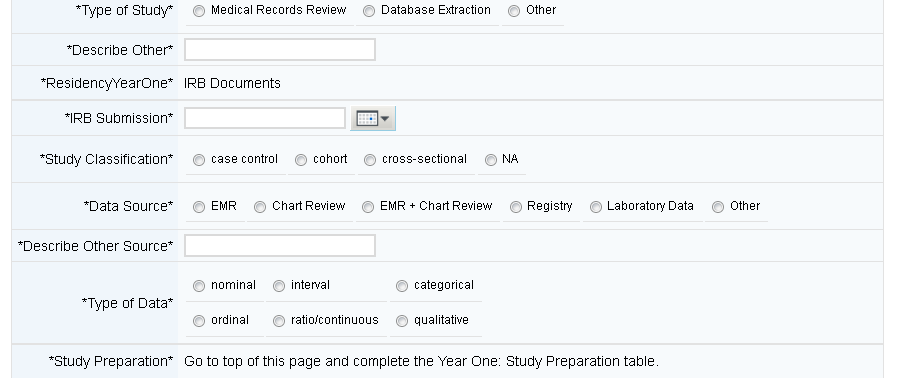 *Type of Study* Medical Records Review Database Extraction Other
*Describe Other*
*ResidencyYearOne* IRB Documents
*IRB Submission*
*Study Classification* case control cohort cross-sectional NA
*Data Source* EMR Chart Review EMR + Chart Review Registry Laboratory Data Other
*Describe Other Source*
nominal interval categorical
*Type of Data*
ordinal ratio/continuous qualitative
*Study Preparation* Go to top of this page and complete the Year One: Study Preparation table.